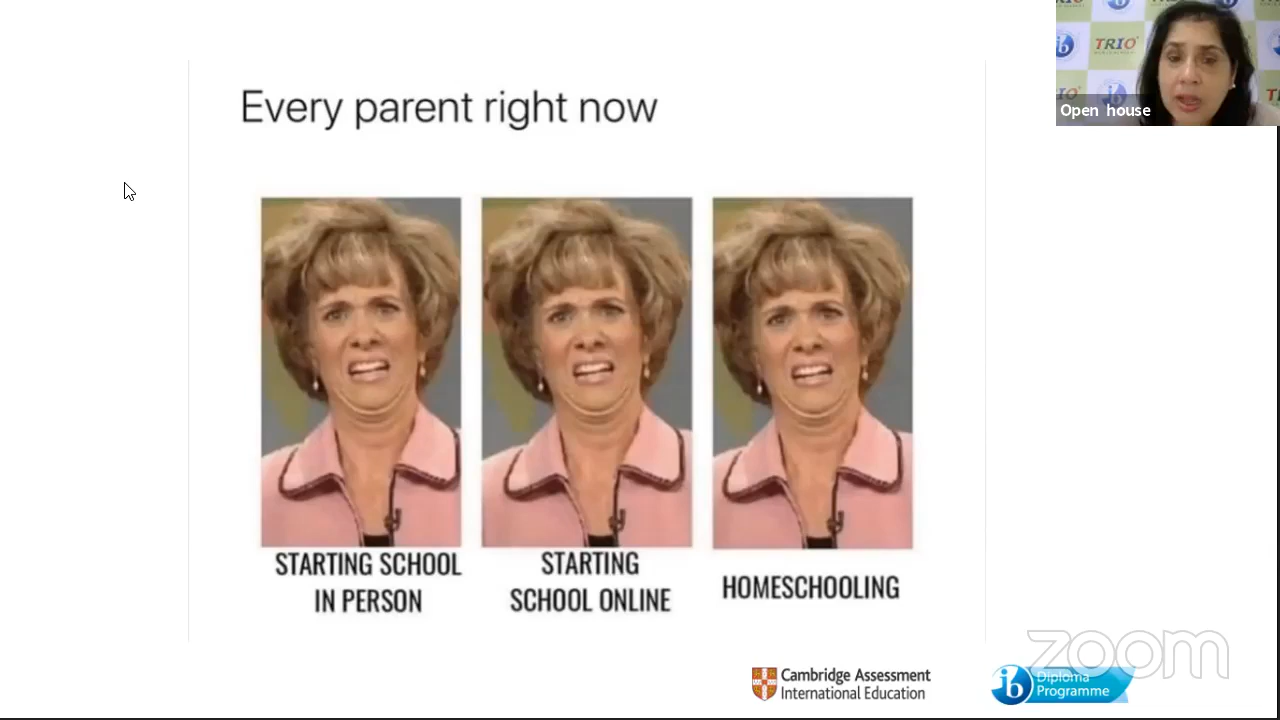 Every parent right now
TRIO
Open house
STARTING SCHOOL
IN PERSON
STARTING
SCHOOL ONLINE
HOMESCHOOLING
zoom
Cambridge Assessment
International Education
ib
Diploma
Programme